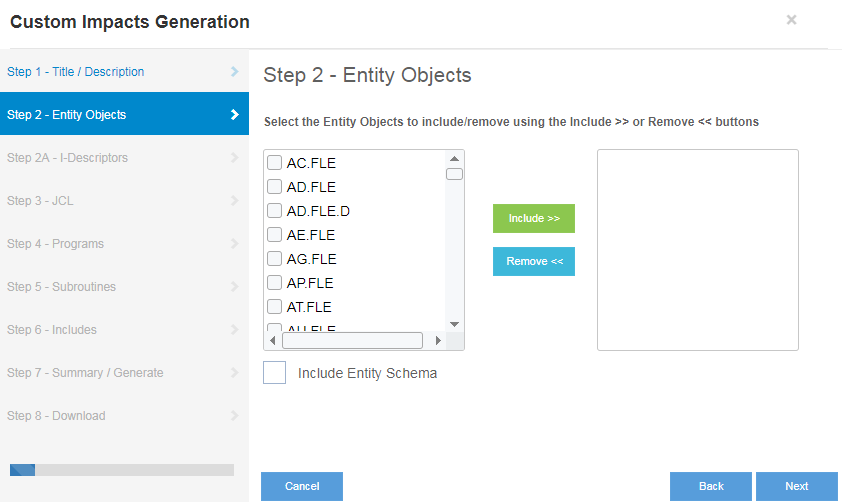 Custom Impacts Generation
×
Step 1 - Title / Description
Step 2 - Entity Objects
Step 2A - I-Descriptors
Step 3 - JCL
Step 4 - Programs
Step 5 - Subroutines
Step 6 - Includes
Step 7 - Summary / Generate
Step 8 - Download
Step 2 - Entity Objects
Select the Entity Objects to include/remove using the Include >> or Remove << buttons
AC.FLE
AD.FLE
AD.FLE.D
AE.FLE
AG.FLE
AP.FLE
AT.FLE
AU.FLE
Include >>
Remove <<
Include Entity Schema
Cancel
Back
Next